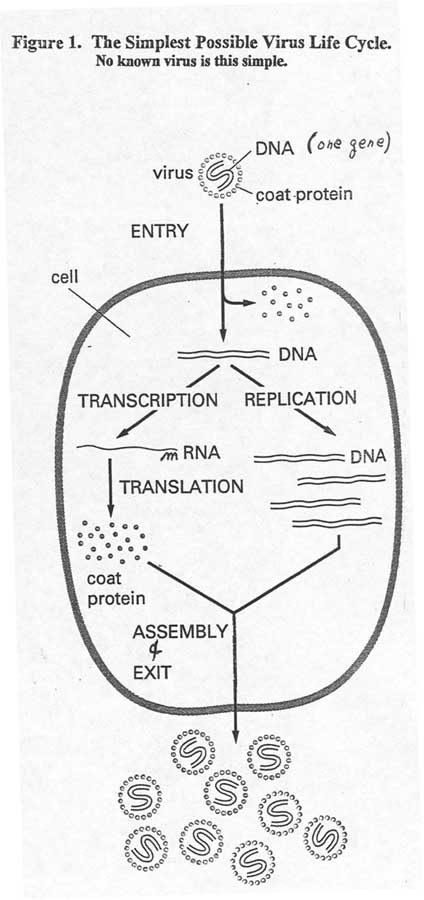 Figure 1. The Simplest Possible Virus Life Cycle.
No known virus is this simple.
DNA (one gene)
virus
coat protein
ENTRY
cell
DNA
TRANSCRIPTION REPLICATION
mRNA
DNA
TRANSLATION
coat
protein
ASSEMBLY
&
EXIT